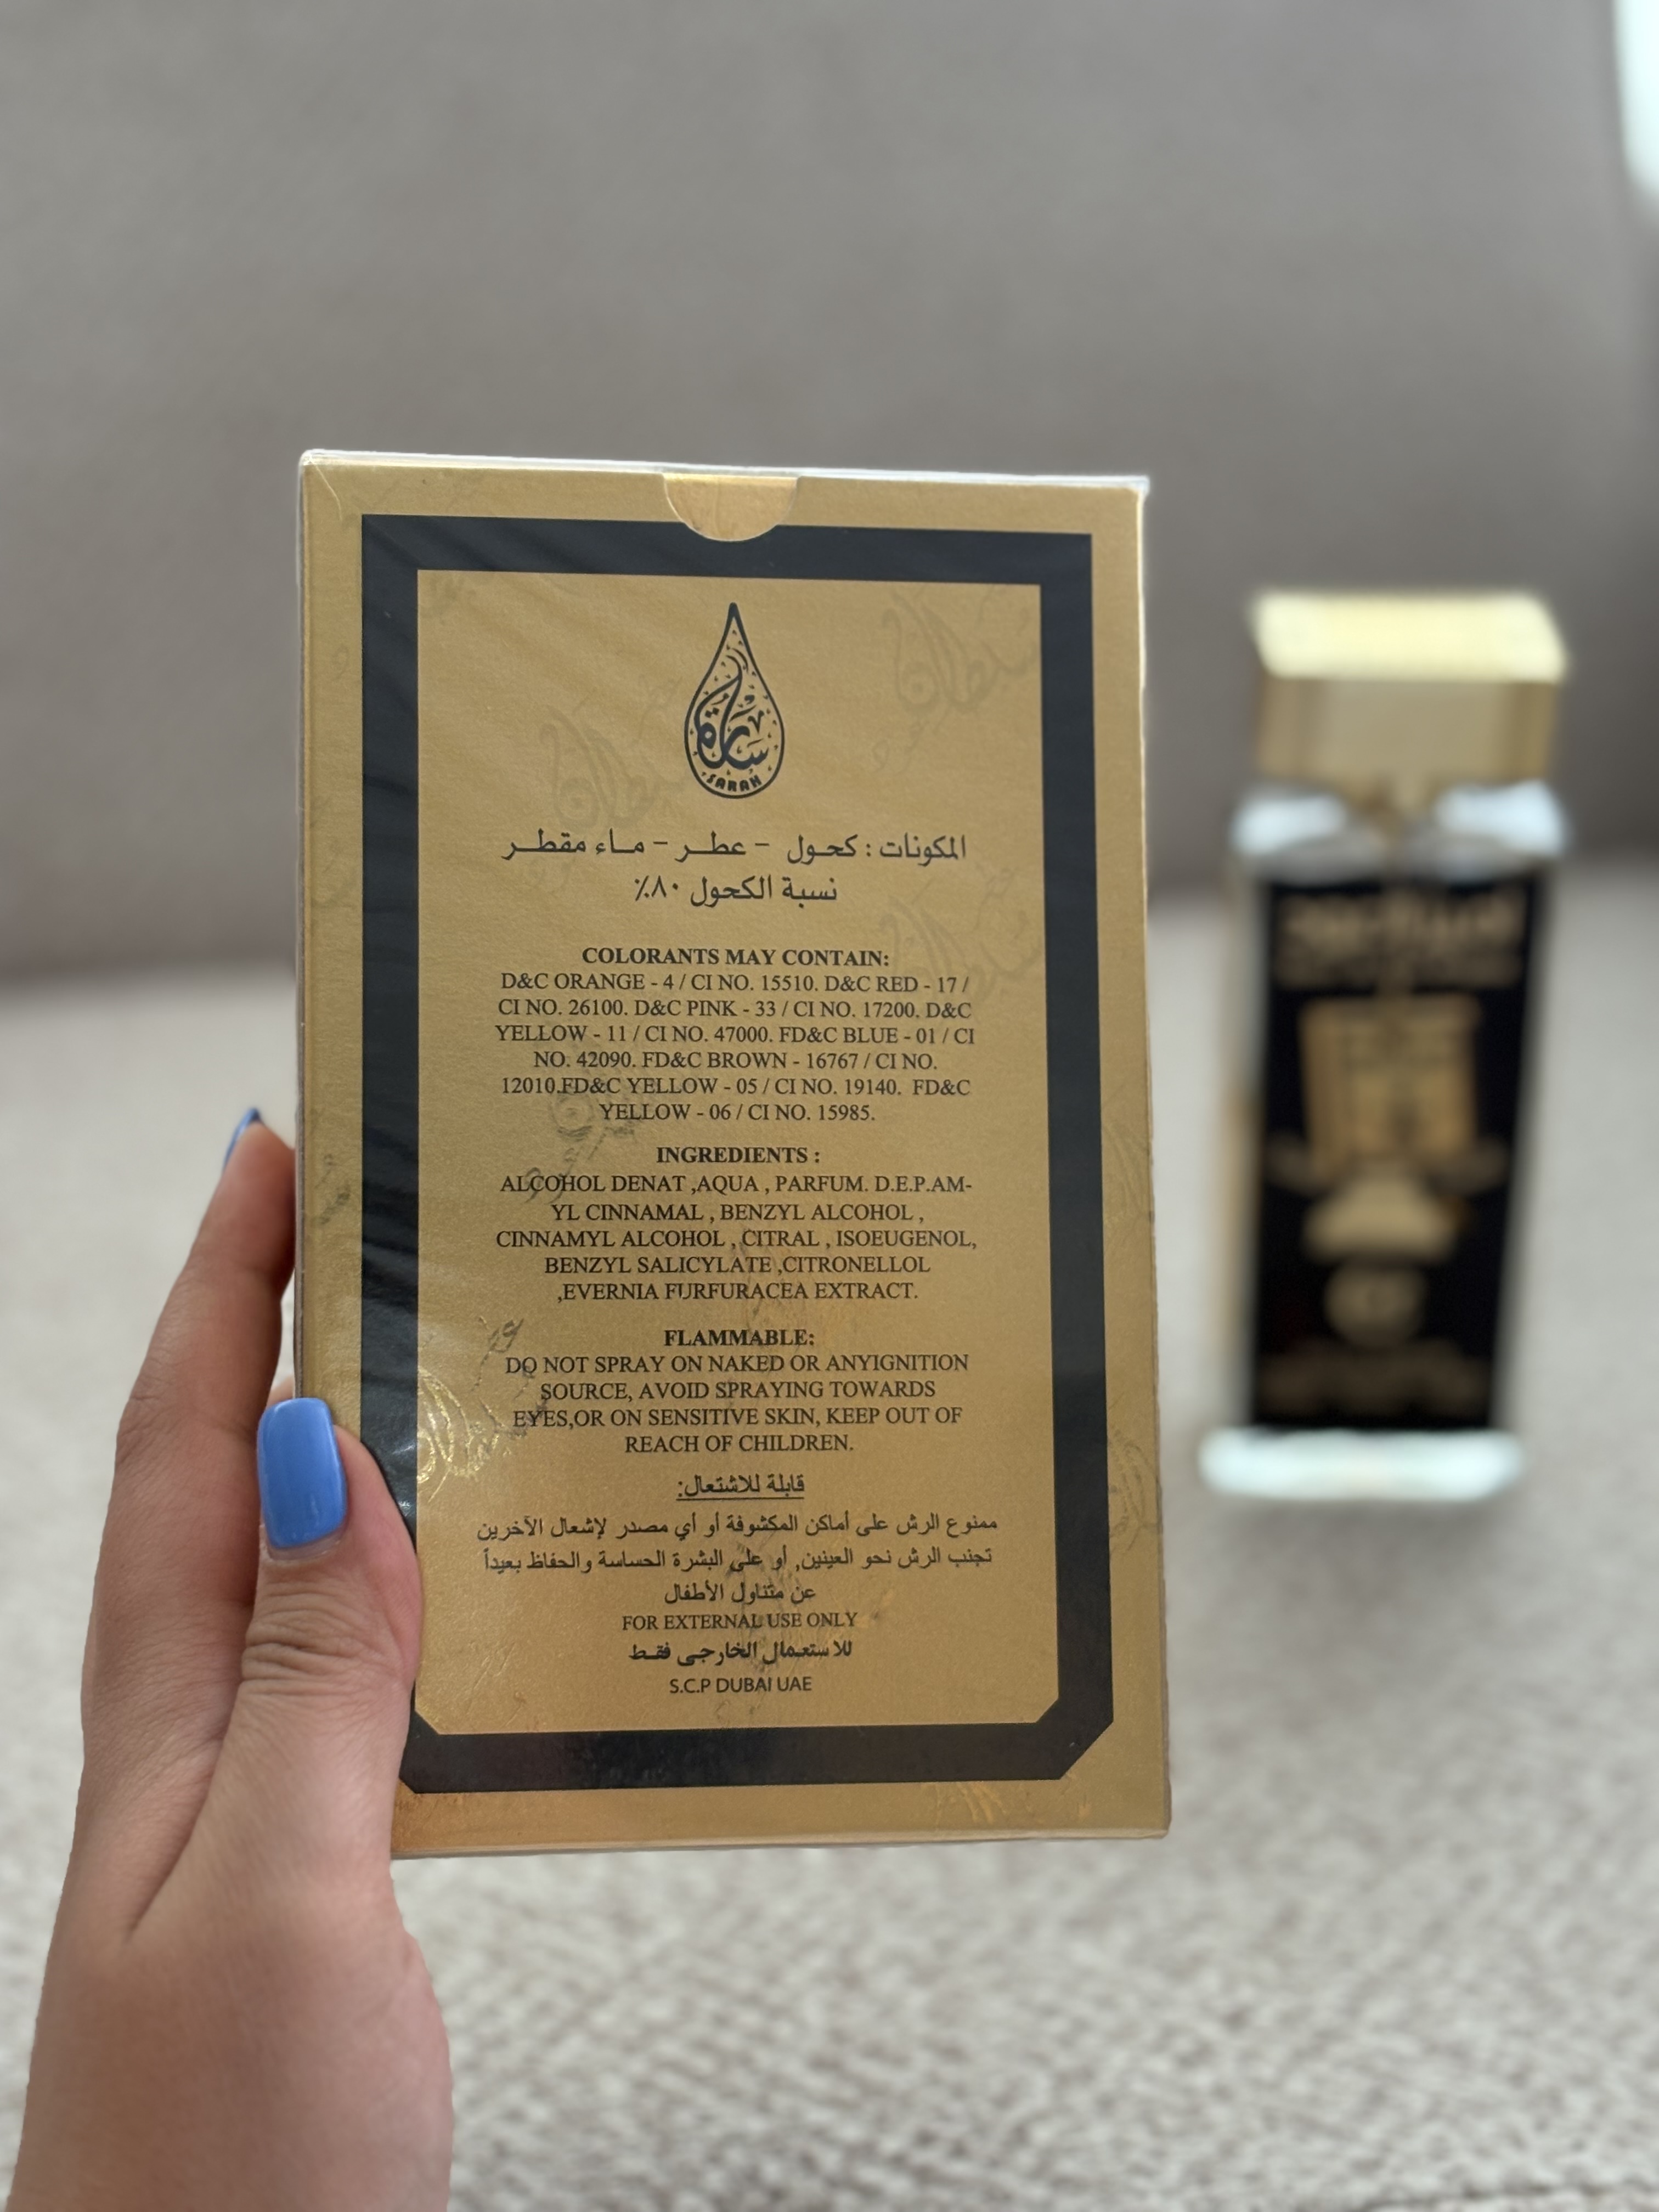 سارة
SARAH
المكونات : كحول - عطر - ماء مقطر
نسبة الكحول ٨٠٪
COLORANTS MAY CONTAIN:
D&C ORANGE - 4 / CI NO. 15510. D&C RED - 17 /
CI NO. 26100. D&C PINK - 33 / CI NO. 17200. D&C
YELLOW - 11 / CI NO. 47000. FD&C BLUE - 01 / CI
NO. 42090. FD&C BROWN - 16767 / CI NO.
12010.FD&C YELLOW - 05 / CI NO. 19140. FD&C
YELLOW - 06 / CI NO. 15985.
INGREDIENTS :
ALCOHOL DENAT ,AQUA , PARFUM. D.E.P.AM-
YL CINNAMAL , BENZYL ALCOHOL ,
CINNAMYL ALCOHOL , CITRAL , ISOEUGENOL,
BENZYL SALICYLATE ,CITRONELLOL
,EVERNIA FURFURACEA EXTRACT.
FLAMMABLE:
DO NOT SPRAY ON NAKED OR ANYIGNITION
SOURCE, AVOID SPRAYING TOWARDS
EYES,OR ON SENSITIVE SKIN, KEEP OUT OF
REACH OF CHILDREN.
قابلة للاشتعال:
ممنوع الرش على أماكن المكشوفة أو أي مصدر لإشعال الآخرين
تجنب الرش نحو العينين, أو على البشرة الحساسة والحفاظ بعيداً
عن متناول الأطفال
FOR EXTERNAL USE ONLY
للاستعمال الخارجى فقط
S.C.P DUBAI UAE